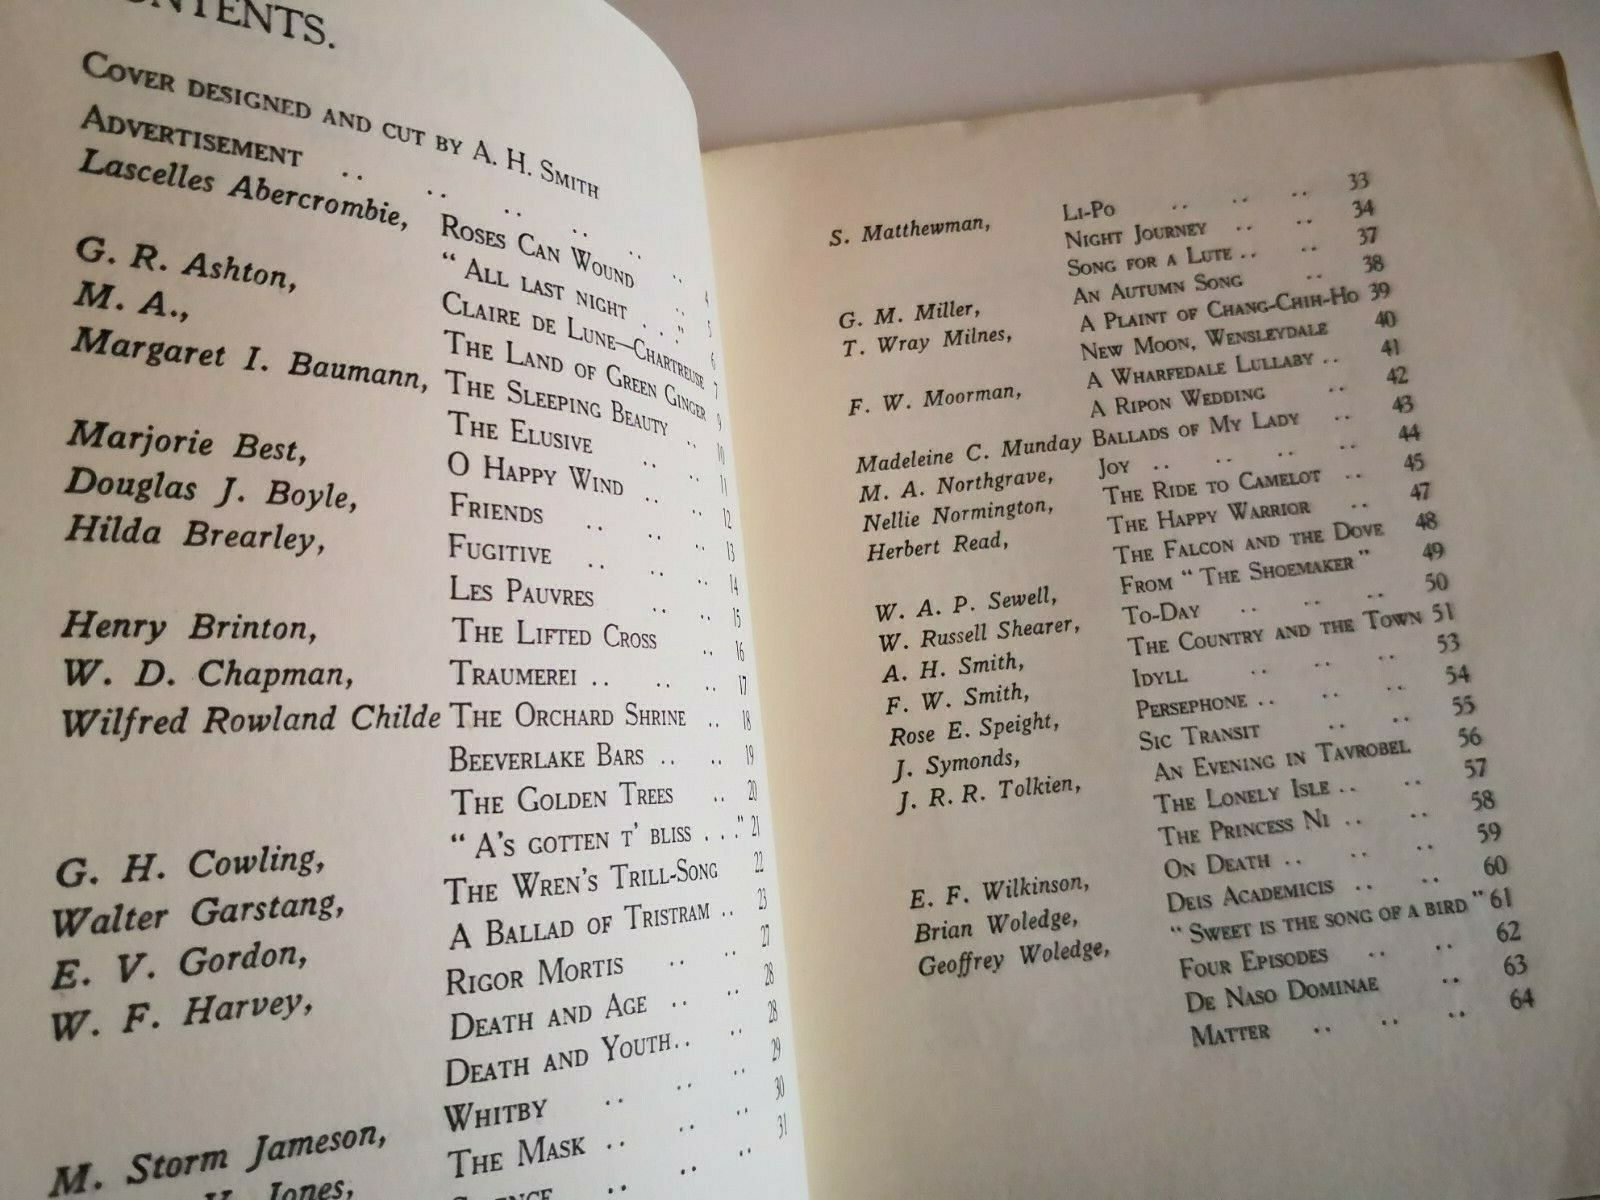 CONTENTS.
COVER DESIGNED AND CUT BY A. H. SMITH
ADVERTISEMENT .. .. .. .. .. .. 4
Lascelles Abercrombie, ROSES CAN WOUND .. 5
" ALL LAST NIGHT . . ." 6
G. R. Ashton, CLAIRE DE LUNE—CHARTREUSE 7
M. A., THE LAND OF GREEN GINGER 9
Margaret I. Baumann, THE SLEEPING BEAUTY .. 10
THE ELUSIVE .. .. 11
Marjorie Best, O HAPPY WIND .. .. 12
Douglas J. Boyle, FRIENDS .. .. .. 13
Hilda Brearley, FUGITIVE .. .. .. 14
LES PAUVRES .. .. 15
Henry Brinton, THE LIFTED CROSS .. 16
W. D. Chapman, TRAUMEREI .. .. .. 17
Wilfred Rowland Childe THE ORCHARD SHRINE .. 18
BEEVERLAKE BARS .. .. 19
THE GOLDEN TREES .. 20
G. H. Cowling, " A'S GOTTEN T' BLISS . . ." 21
Walter Garstang, THE WREN'S TRILL-SONG 22
E. V. Gordon, A BALLAD OF TRISTRAM .. 23
W. F. Harvey, RIGOR MORTIS .. .. 27
DEATH AND AGE .. .. 28
DEATH AND YOUTH .. .. 28
M. Storm Jameson, WHITBY .. .. .. 29
Jones, THE MASK .. .. .. 30
.. .. .. 31
S. Matthewman, LI-PO .. .. .. 33
NIGHT JOURNEY .. .. 34
SONG FOR A LUTE .. .. 37
G. M. Miller, AN AUTUMN SONG .. 38
T. Wray Milnes, A PLAINT OF CHANG-CHIH-HO 39
NEW MOON, WENSLEYDALE 40
F. W. Moorman, A WHARFEDALE LULLABY .. 41
A RIPON WEDDING .. 42
Madeleine C. Munday BALLADS OF MY LADY .. 43
M. A. Northgrave, JOY .. .. .. .. 44
Nellie Normington, THE RIDE TO CAMELOT .. 45
Herbert Read, THE HAPPY WARRIOR .. 47
THE FALCON AND THE DOVE 48
W. A. P. Sewell, FROM " THE SHOEMAKER " 49
W. Russell Shearer, TO-DAY .. .. .. 50
A. H. Smith, THE COUNTRY AND THE TOWN 51
F. W. Smith, IDYLL .. .. .. 53
Rose E. Speight, PERSEPHONE .. .. .. 54
J. Symonds, SIC TRANSIT .. .. 55
J. R. R. Tolkien, AN EVENING IN TAVROBEL 56
THE LONELY ISLE .. .. 57
THE PRINCESS NI .. .. 58
E. F. Wilkinson, ON DEATH .. .. .. 59
Brian Woledge, DEIS ACADEMICIS .. .. 60
Geoffrey Woledge, " SWEET IS THE SONG OF A BIRD " 61
FOUR EPISODES .. .. 62
DE NASO DOMINAE .. 63
MATTER .. .. .. 64